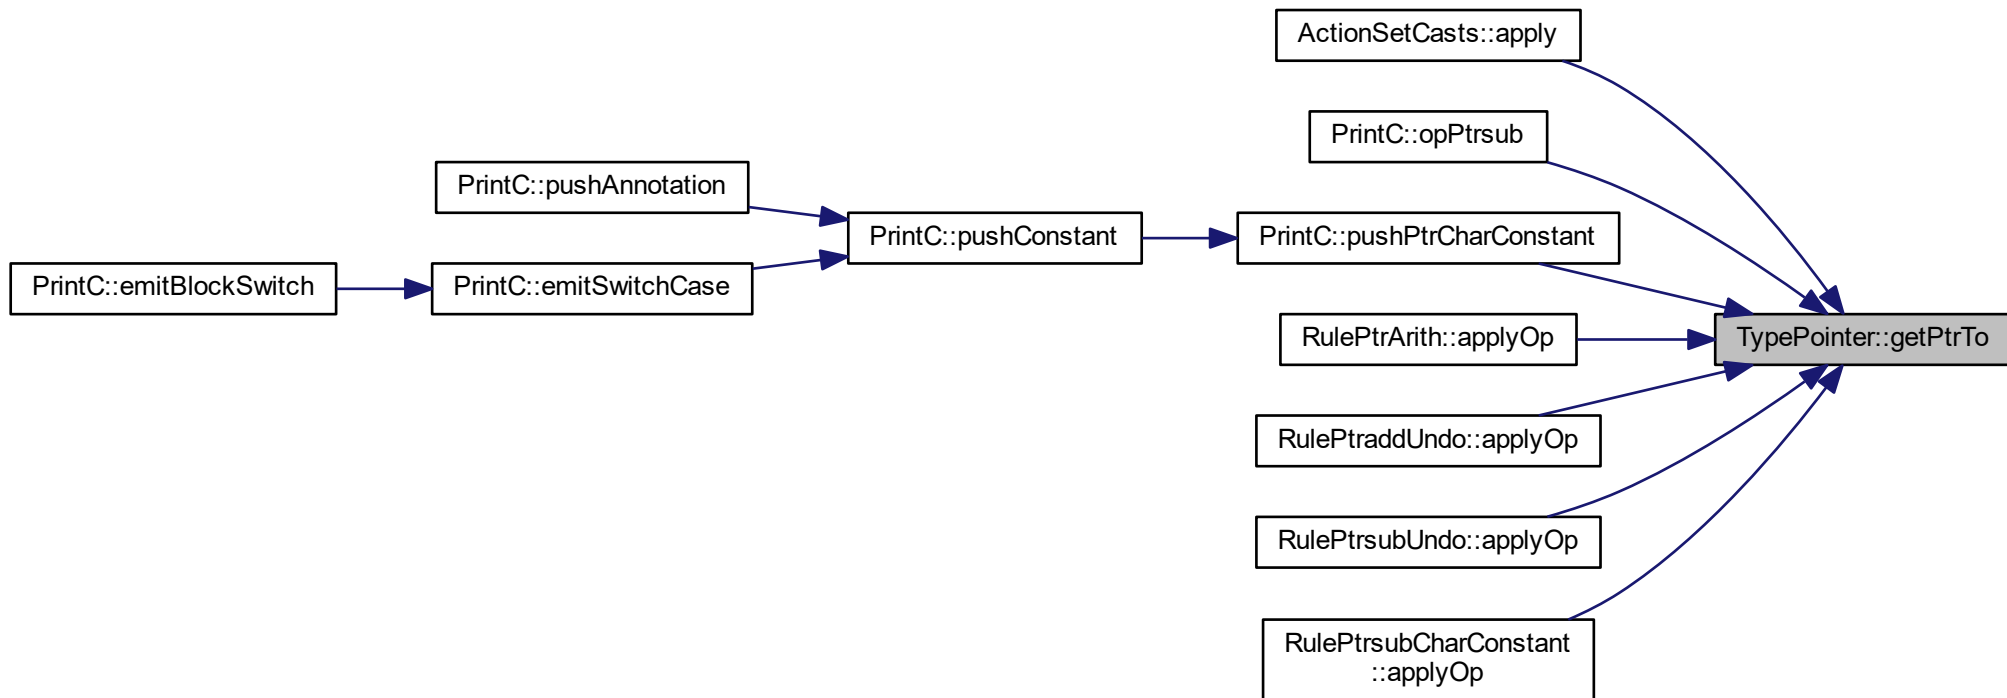 ActionSetCasts::apply
PrintC::opPtrsub
PrintC::pushAnnotation
PrintC::pushConstant
PrintC::pushPtrCharConstant
PrintC::emitBlockSwitch
PrintC::emitSwitchCase
RulePtrArith::applyOp
TypePointer::getPtrTo
RulePtraddUndo::applyOp
RulePtrsubUndo::applyOp
RulePtrsubCharConstant
::applyOp